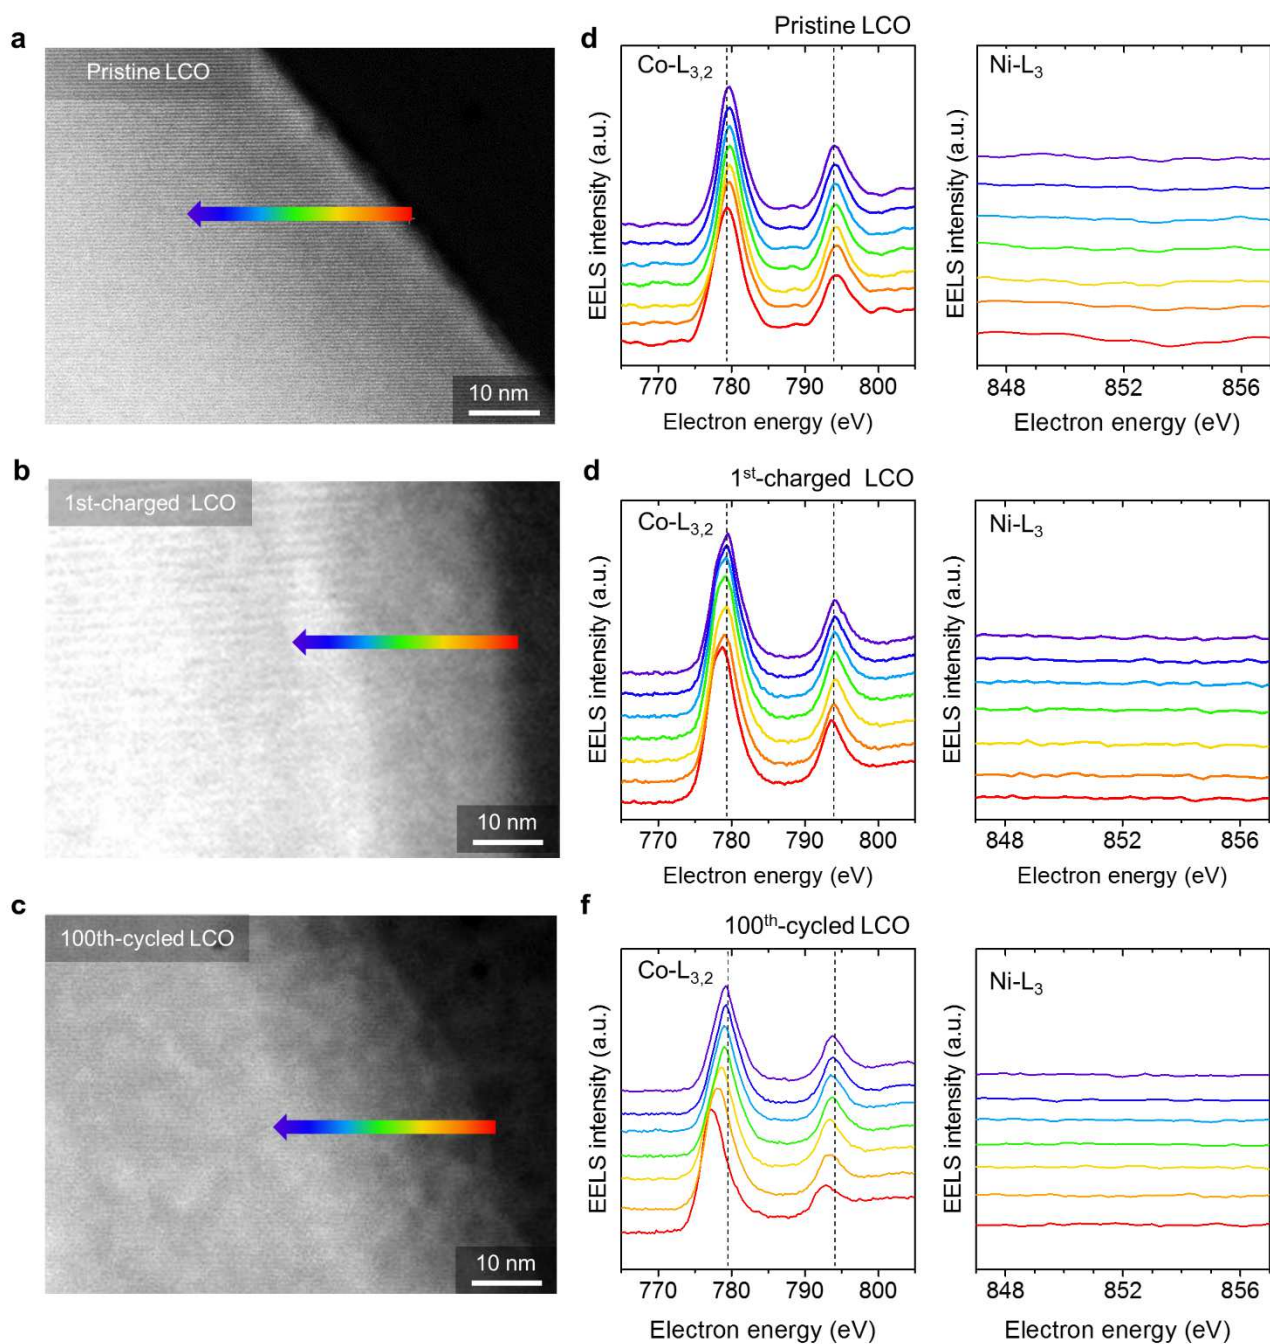 a
Pristine LCO
10 nm
d
Pristine LCO
Co-L3,2
EELS intensity (a.u.)
770 780 790 800
Electron energy (eV)
Ni-L3
EELS intensity (a.u.)
848 852 856
Electron energy (eV)
b
1st-charged LCO
10 nm
d
1st-charged LCO
Co-L3,2
EELS intensity (a.u.)
770 780 790 800
Electron energy (eV)
Ni-L3
EELS intensity (a.u.)
848 852 856
Electron energy (eV)
c
100th-cycled LCO
10 nm
f
100th-cycled LCO
Co-L3,2
EELS intensity (a.u.)
770 780 790 800
Electron energy (eV)
Ni-L3
EELS intensity (a.u.)
848 852 856
Electron energy (eV)